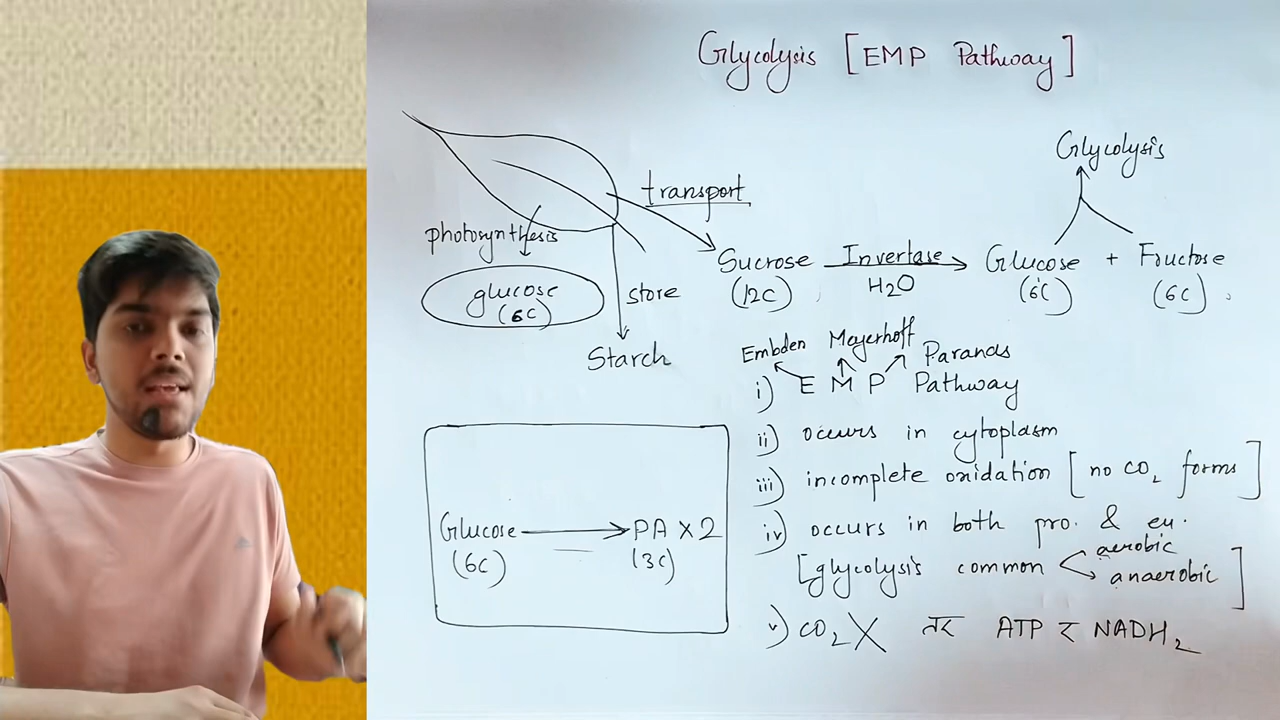 Glycolysis [EMP Pathway]
Glycolysis
transport
photosynthesis
glucose
(6C)
store
Starch
Sucrose
(12C)
Invertase
H2O
Glucose + Fructose
(6C) (6C)
Embden Meyerhoff Paranas
i) E M P Pathway
ii) occurs in cytoplasm
iii) incomplete oxidation [no CO2 forms]
iv) occurs in both pro. & eu.
[glycolysis common aerobic
anaerobic]
v) CO2 X तर ATP र NADH2
Glucose → PA X 2
(6C) (3C)